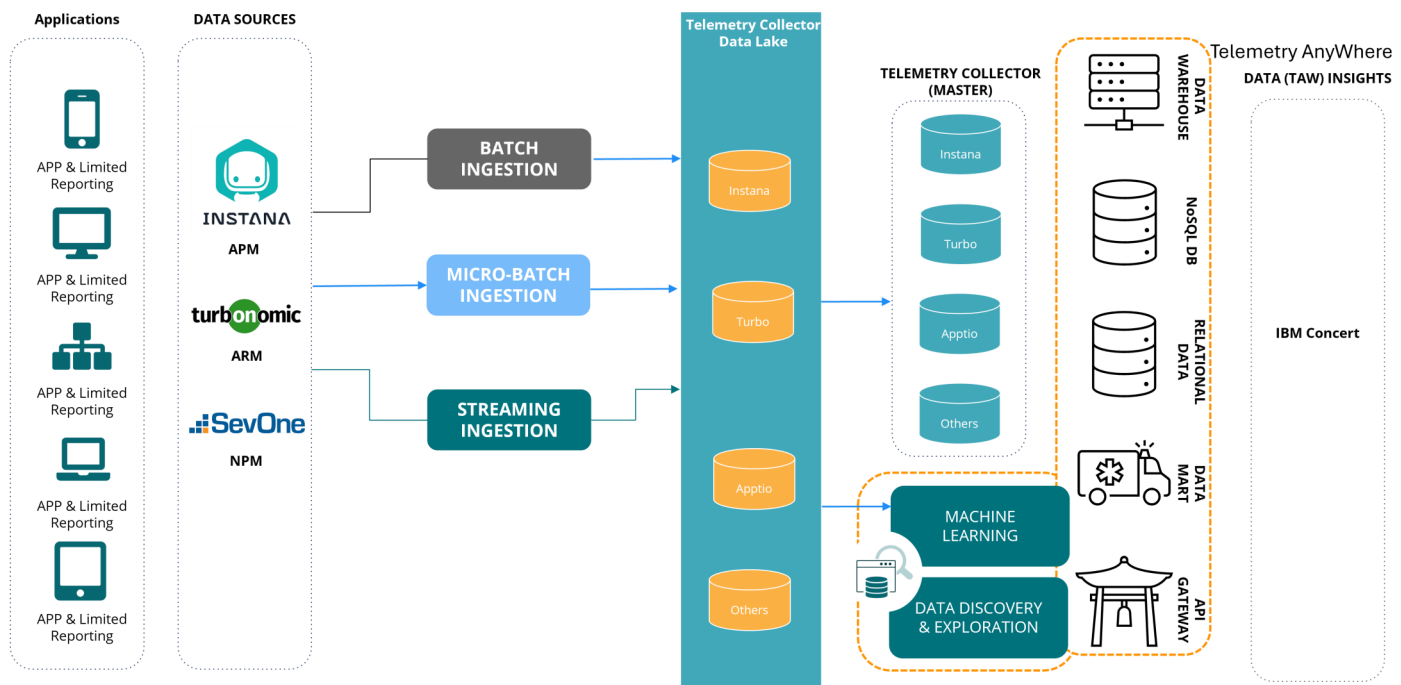 Applications
APP & Limited
Reporting
APP & Limited
Reporting
APP & Limited
Reporting
APP & Limited
Reporting
APP & Limited
Reporting
DATA SOURCES
INSTANA
APM
turbonomic
ARM
SevOne
NPM
BATCH
INGESTION
MICRO-BATCH
INGESTION
STREAMING
INGESTION
Telemetry Collector
Data Lake
Instana
Turbo
Apptio
Others
TELEMETRY COLLECTOR
(MASTER)
Instana
Turbo
Apptio
Others
MACHINE
LEARNING
DATA DISCOVERY
& EXPLORATION
DATA
WAREHOUSE
NoSQL DB
RELATIONAL
DATA
DATA
MART
API
GATEWAY
Telemetry AnyWhere
DATA (TAW) INSIGHTS
IBM Concert